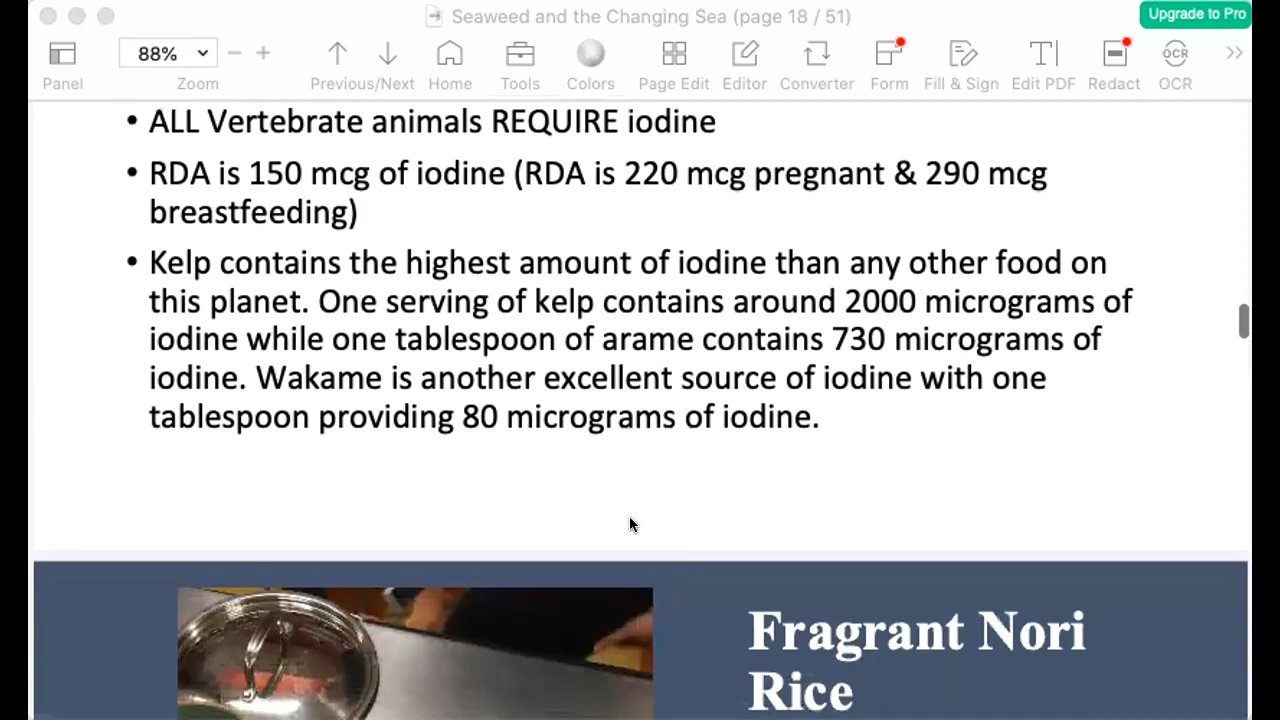 Seaweed and the Changing Sea (page 18 / 51)
Upgrade to Pro
88%
Panel
Zoom
Previous/Next
Home
Tools
Colors
Page Edit
Editor
Converter
Form
Fill & Sign
Edit PDF
Redact
OCR
OCR
• ALL Vertebrate animals REQUIRE iodine
• RDA is 150 mcg of iodine (RDA is 220 mcg pregnant & 290 mcg
breastfeeding)
• Kelp contains the highest amount of iodine than any other food on
this planet. One serving of kelp contains around 2000 micrograms of
iodine while one tablespoon of arame contains 730 micrograms of
iodine. Wakame is another excellent source of iodine with one
tablespoon providing 80 micrograms of iodine.
Fragrant Nori
Rice